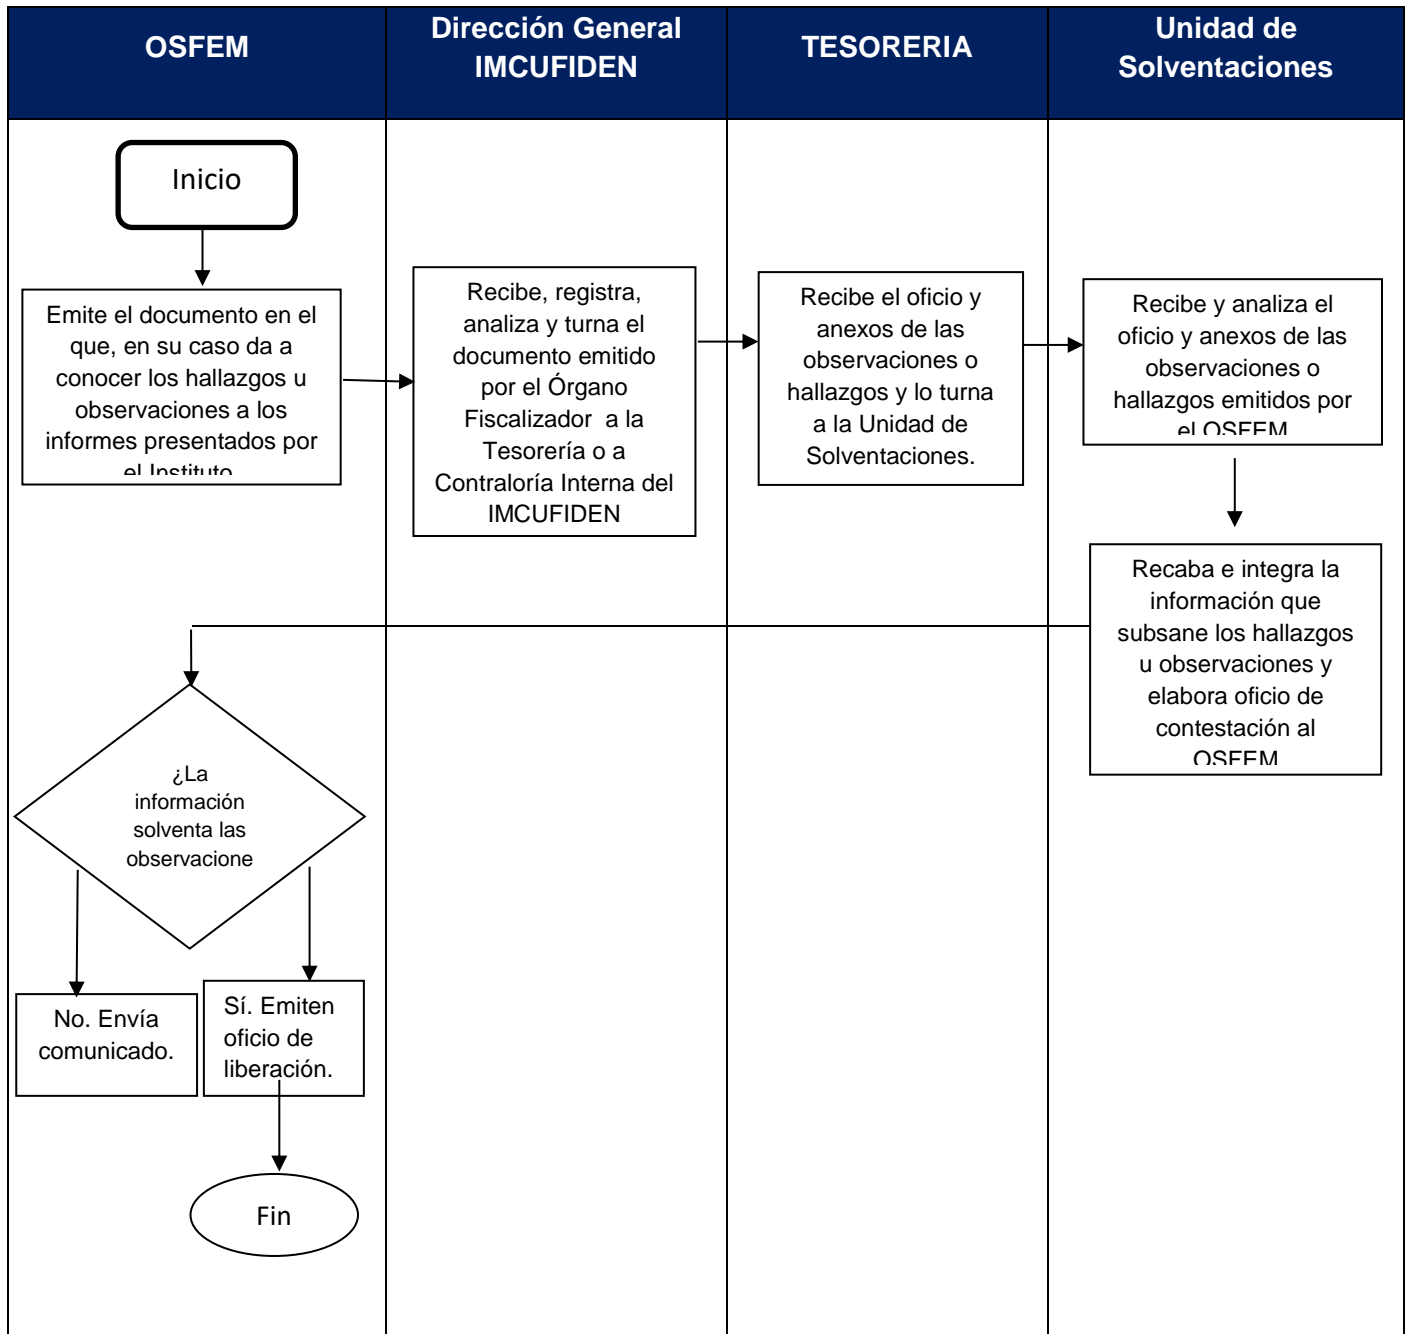 OSFEM
Dirección General
IMCUFIDEN
TESORERIA
Unidad de
Solventaciones
Inicio
Emite el documento en el
que, en su caso da a
conocer los hallazgos u
observaciones a los
informes presentados por
el Instituto
Recibe, registra,
analiza y turna el
documento emitido
por el Órgano
Fiscalizador a la
Tesorería o a
Contraloría Interna del
IMCUFIDEN
Recibe el oficio y
anexos de las
observaciones o
hallazgos y lo turna
a la Unidad de
Solventaciones.
Recibe y analiza el
oficio y anexos de las
observaciones o
hallazgos emitidos por
el OSFEM
Recaba e integra la
información que
subsane los hallazgos
u observaciones y
elabora oficio de
contestación al
OSFEM
¿La
información
solventa las
observacione
No. Envía
comunicado.
Sí. Emiten
oficio de
liberación.
Fin